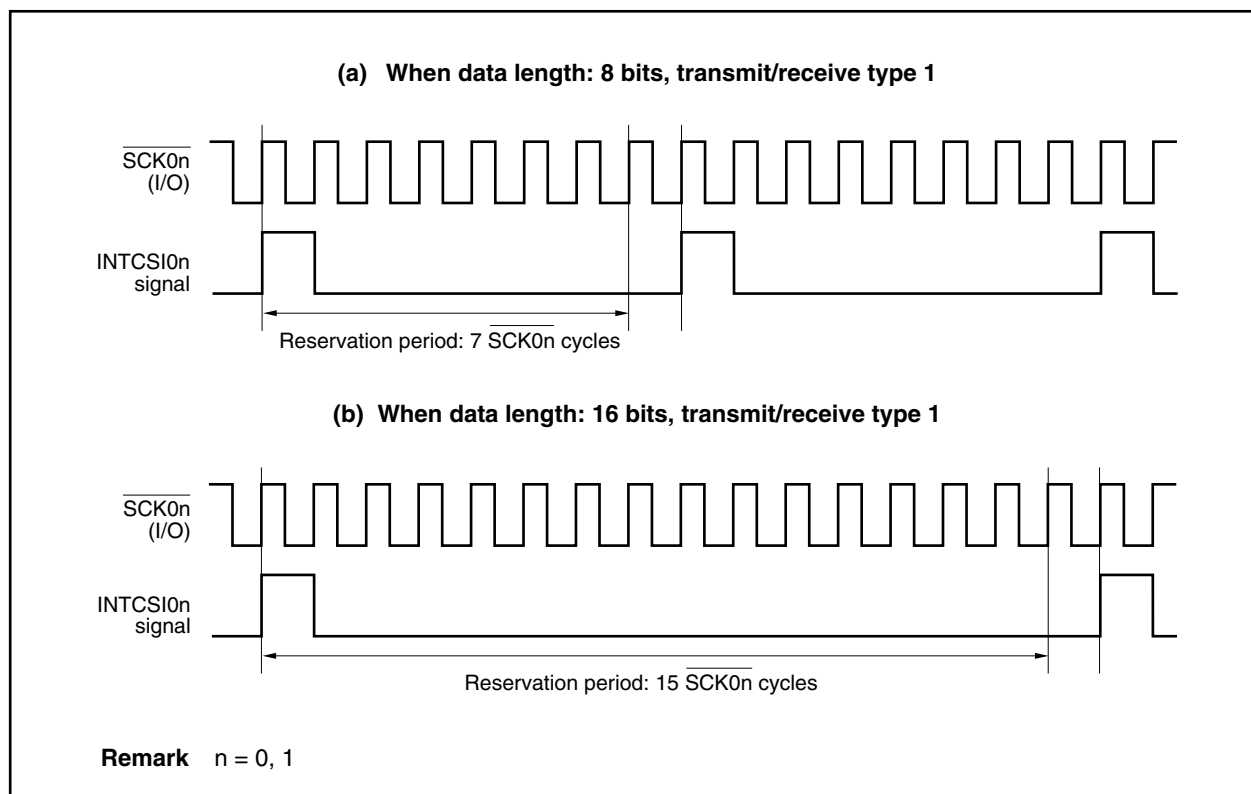 (a) When data length: 8 bits, transmit/receive type 1
SCK0n
(I/O)
INTCSI0n
signal
Reservation period: 7 SCK0n cycles
(b) When data length: 16 bits, transmit/receive type 1
SCK0n
(I/O)
INTCSI0n
signal
Reservation period: 15 SCK0n cycles
Remark n = 0, 1